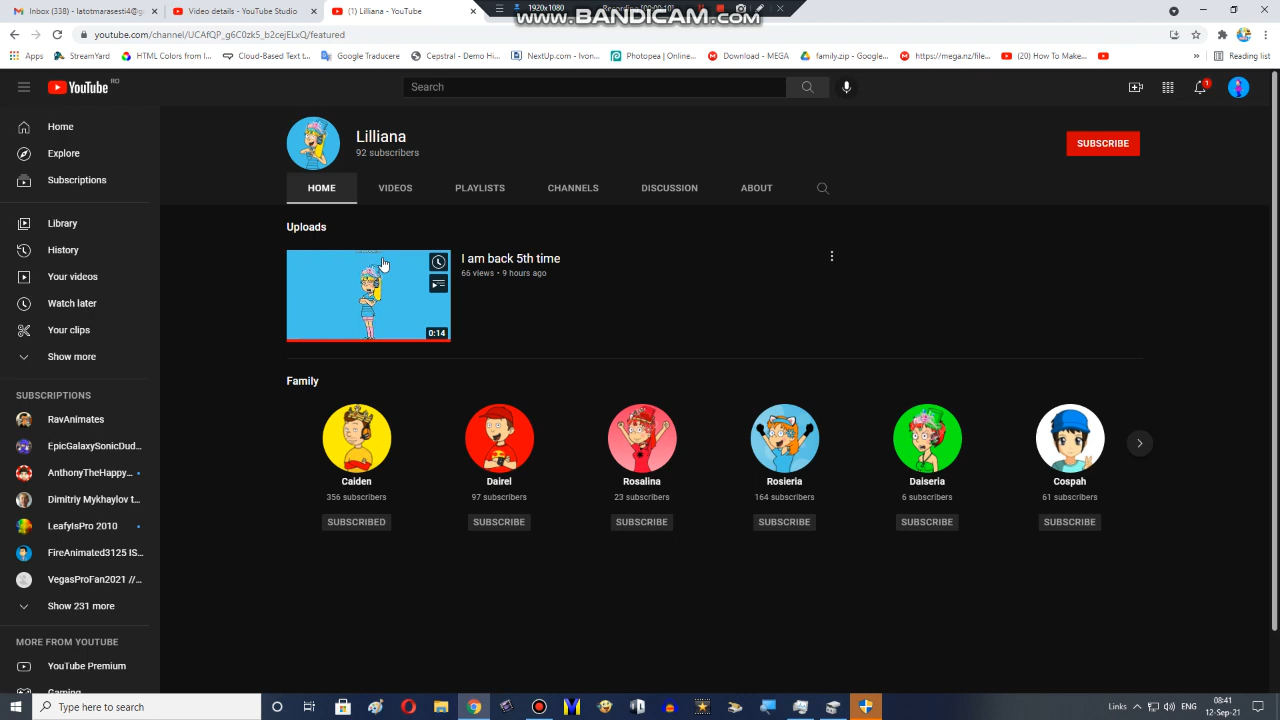 Inbox (338) - latotmarasesti4@g
Video details - YouTube Studio
(1) Lilliana - YouTube
1920x1080
Recording [00:00:10]
www.BANDICAM.com
youtube.com/channel/UCAfQP_g6C0zk5_b2cejELxQ/featured
Apps
StreamYard
HTML Colors from I...
Cloud-Based Text t...
Cepstral - Demo Hi...
NextUp.com - Ivon...
Photopea | Online...
Download - MEGA
family.zip - Google...
https://mega.nz/file...
(20) How To Make...
»
Reading list
YouTube RO
Search
1
Home
Explore
Subscriptions
Library
History
Your videos
Watch later
Your clips
Show more
SUBSCRIPTIONS
RavAnimates
EpicGalaxySonicDud...
AnthonyTheHappy...
Dimitriy Mykhaylov t...
LeafyIsPro 2010
FireAnimated3125 IS...
VegasProFan2021 //...
Show 231 more
MORE FROM YOUTUBE
YouTube Premium
Gaming
Lilliana
92 subscribers
SUBSCRIBE
HOME VIDEOS PLAYLISTS CHANNELS DISCUSSION ABOUT
Uploads
0:14
I am back 5th time
66 views • 9 hours ago
Family
Caiden Dairel Rosalina Rosieria Daiseria Cospah
356 subscribers 97 subscribers 23 subscribers 164 subscribers 6 subscribers 61 subscribers
SUBSCRIBED SUBSCRIBE SUBSCRIBE SUBSCRIBE SUBSCRIBE SUBSCRIBE
Type here to search
Links
ENG
08:41
12-Sep-21